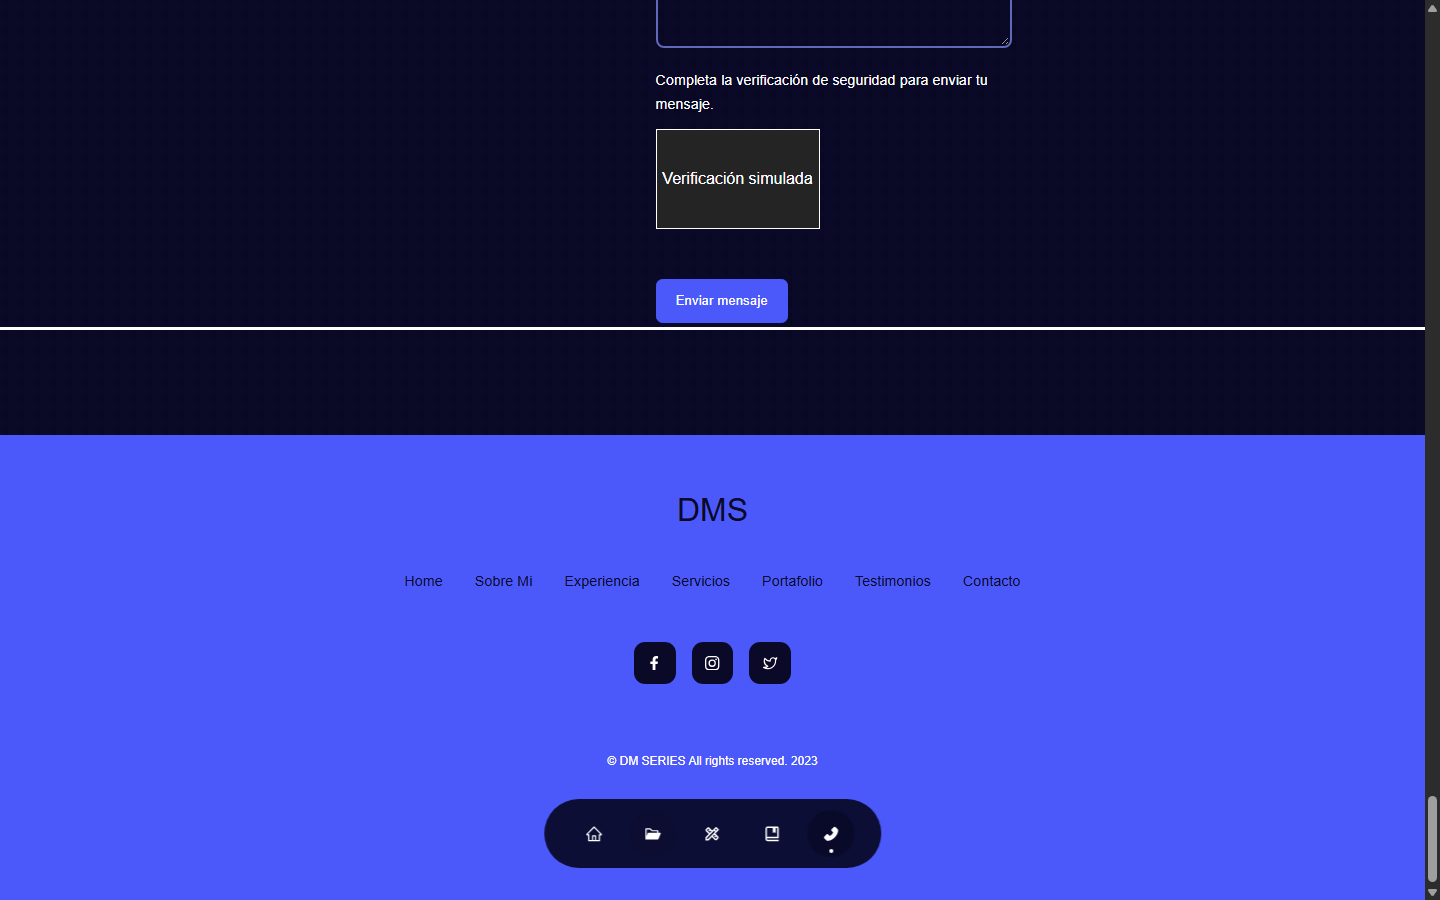 Completa la verificación de seguridad para enviar tu
mensaje.
Verificación simulada
Enviar mensaje
DMS
Home Sobre Mi Experiencia Servicios Portafolio Testimonios Contacto
© DM SERIES All rights reserved. 2023